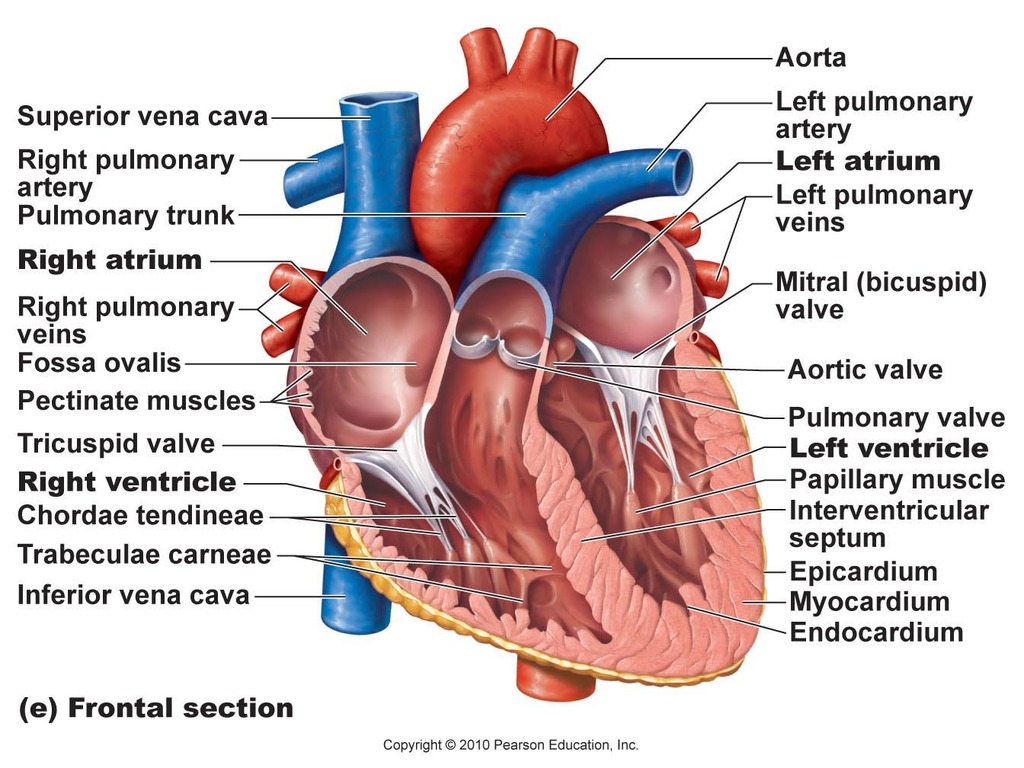 Superior vena cava
Right pulmonary
artery
Pulmonary trunk
Right atrium
Right pulmonary
veins
Fossa ovalis
Pectinate muscles
Tricuspid valve
Right ventricle
Chordae tendineae
Trabeculae carneae
Inferior vena cava
Aorta
Left pulmonary
artery
Left atrium
Left pulmonary
veins
Mitral (bicuspid)
valve
Aortic valve
Pulmonary valve
Left ventricle
Papillary muscle
Interventricular
septum
Epicardium
Myocardium
Endocardium
(e) Frontal section
Copyright © 2010 Pearson Education, Inc.